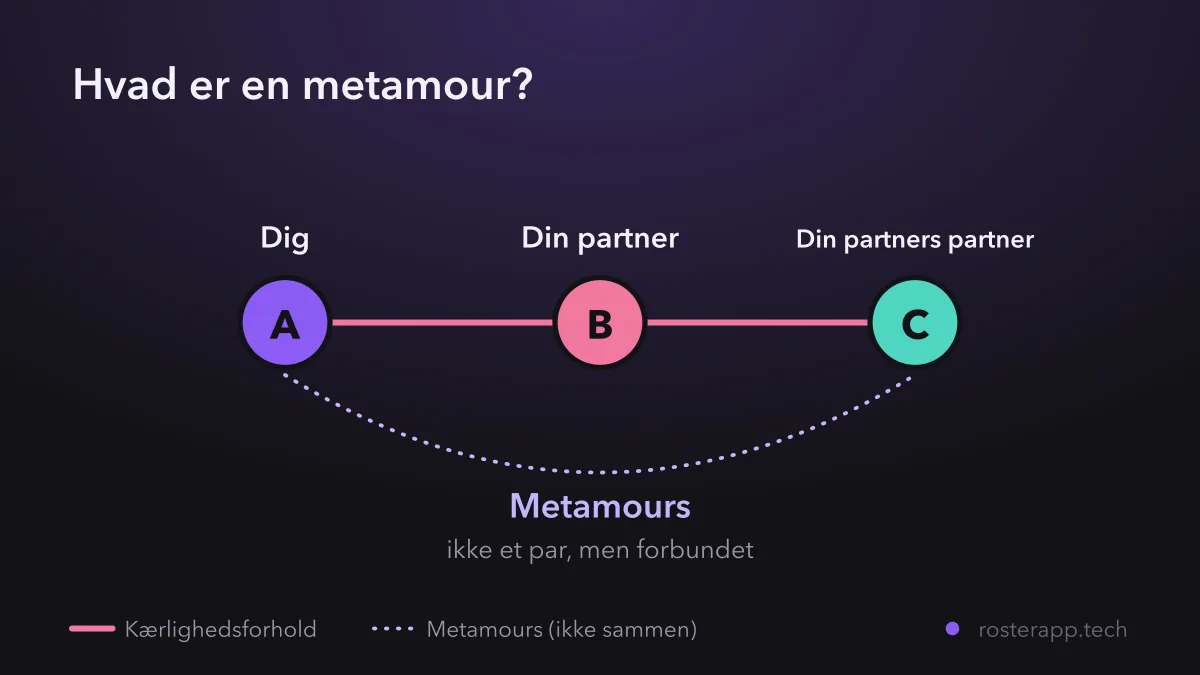 Hvad er en metamour?
Dig
Din partner
Din partners partner
A
B
C
Metamours
ikke et par, men forbundet
Kærlighedsforhold
Metamours (ikke sammen)
rosterapp.tech